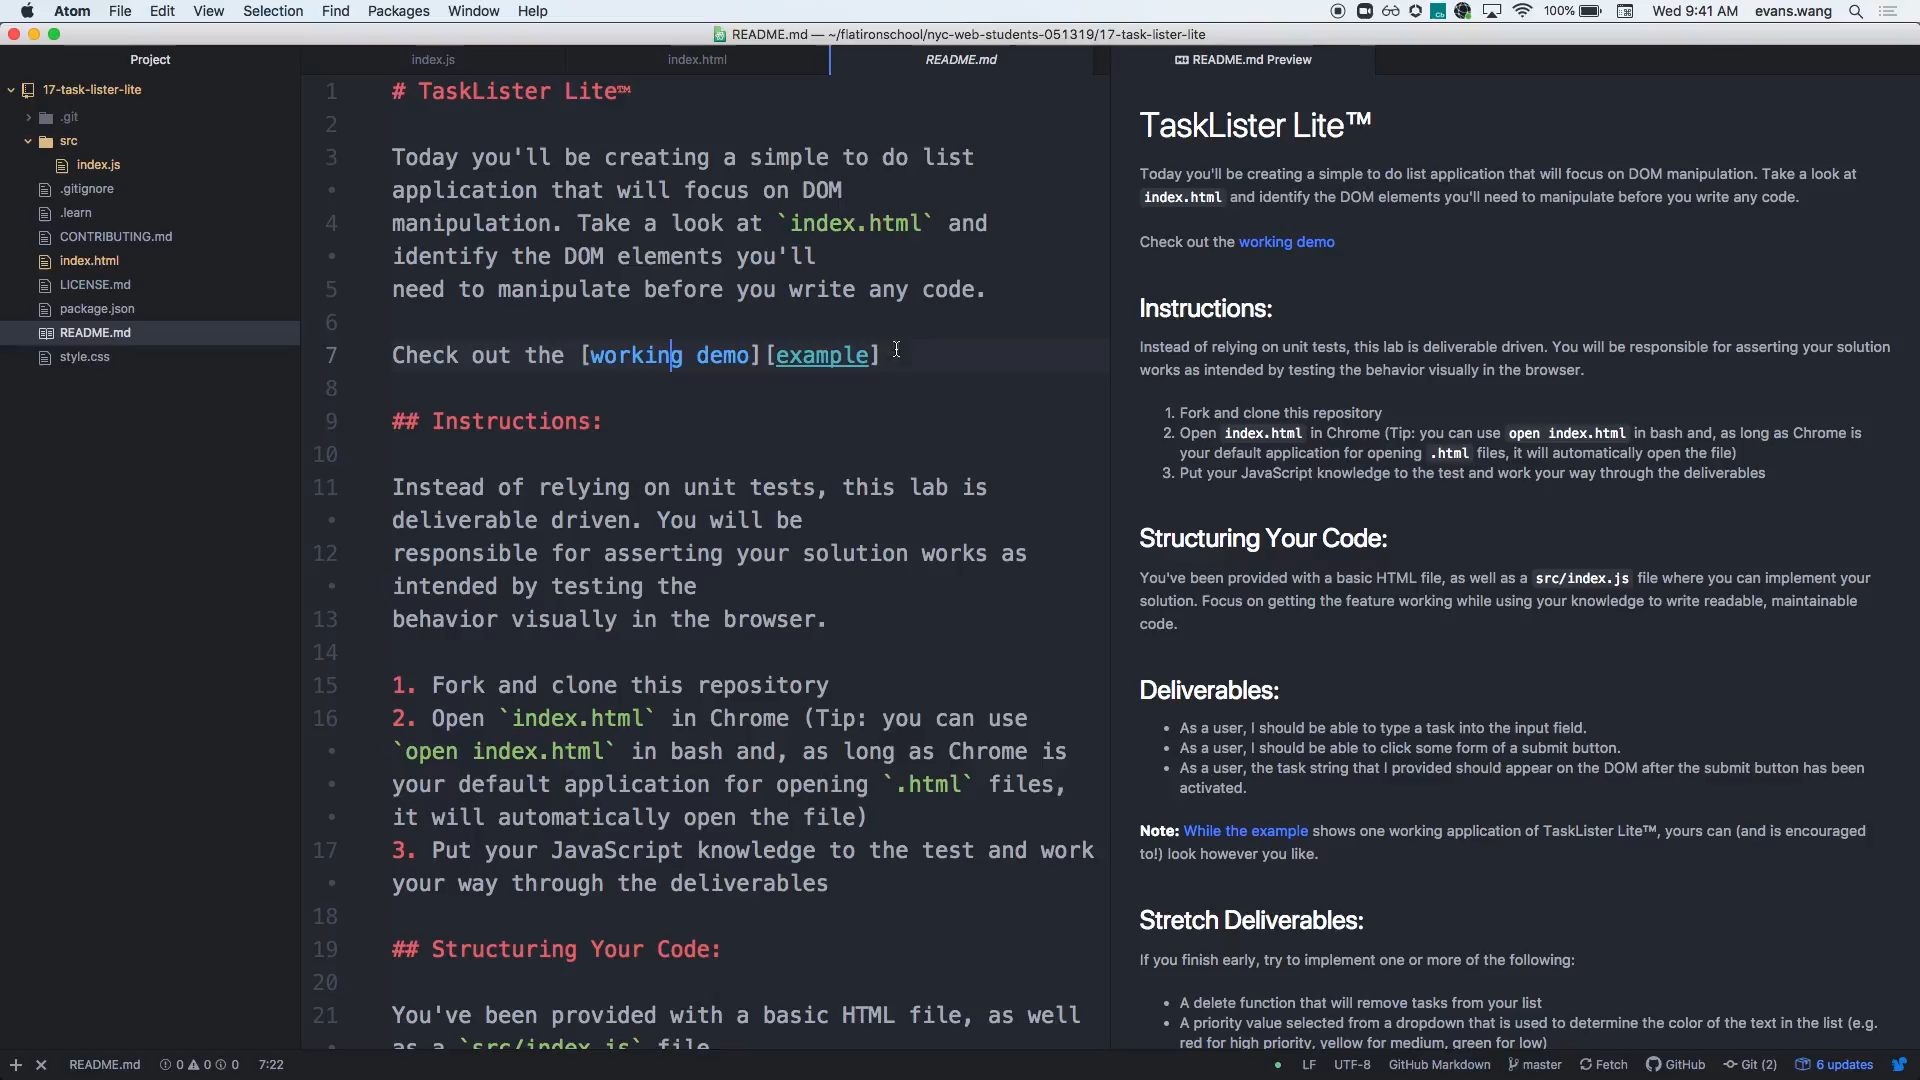 Atom File Edit View Selection Find Packages Window Help
100% Wed 9:41 AM evans.wang
README.md — ~/flatironschool/nyc-web-students-051319/17-task-lister-lite
Project
17-task-lister-lite
.git
src
index.js
.gitignore
.learn
CONTRIBUTING.md
index.html
LICENSE.md
package.json
README.md
style.css
index.js index.html README.md
1 # TaskLister Lite™
2
3 Today you'll be creating a simple to do list
• application that will focus on DOM
4 manipulation. Take a look at `index.html` and
• identify the DOM elements you'll
5 need to manipulate before you write any code.
6
7 Check out the [working demo][example]
8
9 ## Instructions:
10
11 Instead of relying on unit tests, this lab is
• deliverable driven. You will be
12 responsible for asserting your solution works as
• intended by testing the
13 behavior visually in the browser.
14
15 1. Fork and clone this repository
16 2. Open `index.html` in Chrome (Tip: you can use
• `open index.html` in bash and, as long as Chrome is
• your default application for opening `.html` files,
• it will automatically open the file)
17 3. Put your JavaScript knowledge to the test and work
• your way through the deliverables
18
19 ## Structuring Your Code:
20
21 You've been provided with a basic HTML file, as well
• as a `src/index.js` file
README.md Preview
TaskLister Lite™
Today you'll be creating a simple to do list application that will focus on DOM manipulation. Take a look at
index.html and identify the DOM elements you'll need to manipulate before you write any code.
Check out the working demo
Instructions:
Instead of relying on unit tests, this lab is deliverable driven. You will be responsible for asserting your solution
works as intended by testing the behavior visually in the browser.
1. Fork and clone this repository
2. Open index.html in Chrome (Tip: you can use open index.html in bash and, as long as Chrome is
your default application for opening .html files, it will automatically open the file)
3. Put your JavaScript knowledge to the test and work your way through the deliverables
Structuring Your Code:
You've been provided with a basic HTML file, as well as a src/index.js file where you can implement your
solution. Focus on getting the feature working while using your knowledge to write readable, maintainable
code.
Deliverables:
• As a user, I should be able to type a task into the input field.
• As a user, I should be able to click some form of a submit button.
• As a user, the task string that I provided should appear on the DOM after the submit button has been
activated.
Note: While the example shows one working application of TaskLister Lite™, yours can (and is encouraged
to!) look however you like.
Stretch Deliverables:
If you finish early, try to implement one or more of the following:
• A delete function that will remove tasks from your list
• A priority value selected from a dropdown that is used to determine the color of the text in the list (e.g.
red for high priority, yellow for medium, green for low)
README.md 0 0 0 7:22 LF UTF-8 GitHub Markdown master Fetch GitHub Git (2) 6 updates